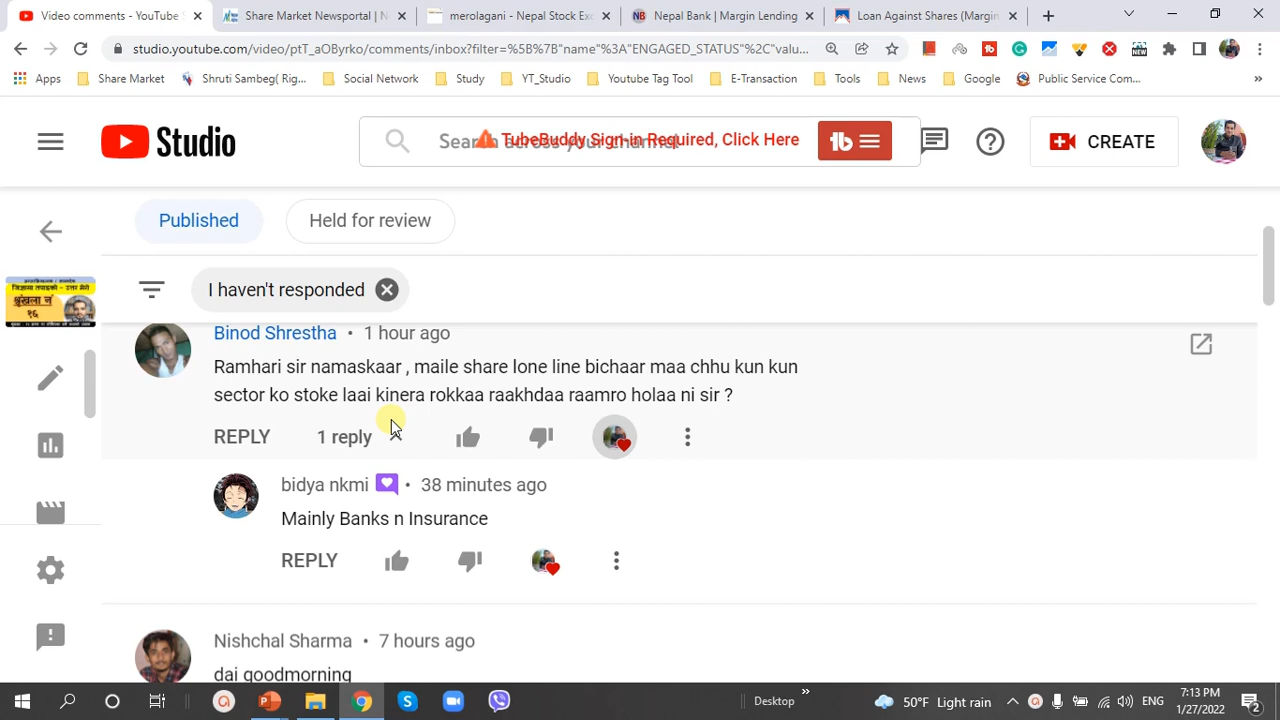 Video comments - YouTube S
Share Market Newsportal | N
merolagani - Nepal Stock Exc
Nepal Bank | Margin Lending
Loan Against Shares (Margin
studio.youtube.com/video/ptT_aOByrko/comments/inbox?filter=%5B%7B"name"%3A"ENGAGED_STATUS"%2C"valu...
Apps
Share Market
Shruti Sambeg( Rig...
Social Network
Study
YT_Studio
Youtube Tag Tool
E-Transaction
Tools
News
Google
Public Service Com...
»
Studio
TubeBuddy Sign-in Required, Click Here
CREATE
Published
Held for review
I haven't responded
Binod Shrestha • 1 hour ago
Ramhari sir namaskaar , maile share lone line bichaar maa chhu kun kun
sector ko stoke laai kinera rokkaa raakhdaa raamro holaa ni sir ?
REPLY
1 reply
bidya nkmi • 38 minutes ago
Mainly Banks n Insurance
REPLY
Nishchal Sharma • 7 hours ago
dai goodmorning
Desktop
50°F Light rain
ENG
7:13 PM
1/27/2022
2